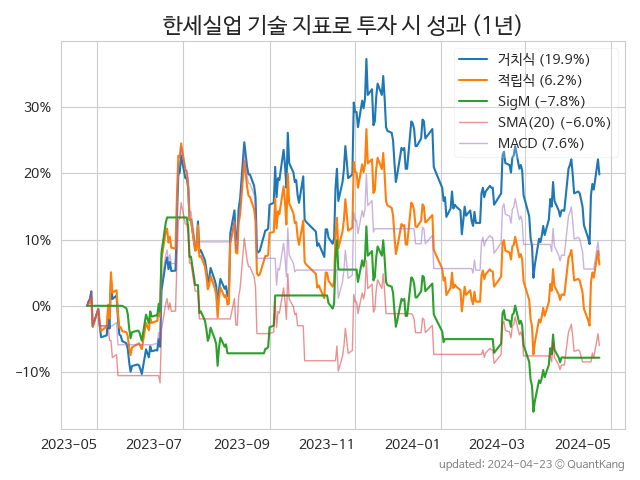 한세실업 기술 지표로 투자 시 성과 (1년)
거치식 (19.9%)
적립식 (6.2%)
SigM (−7.8%)
SMA(20) (−6.0%)
MACD (7.6%)
30%
20%
10%
0%
−10%
2023-05 2023-07 2023-09 2023-11 2024-01 2024-03 2024-05
updated: 2024-04-23 © QuantKang